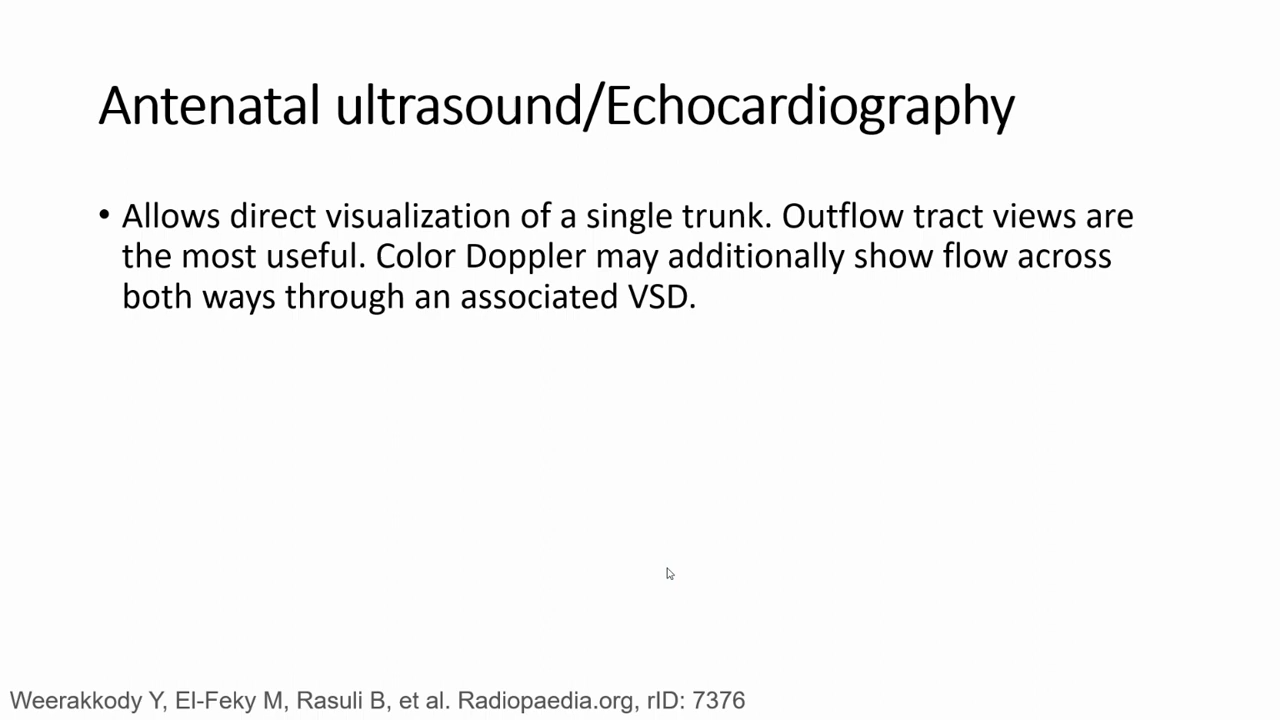 Antenatal ultrasound/Echocardiography
• Allows direct visualization of a single trunk. Outflow tract views are
the most useful. Color Doppler may additionally show flow across
both ways through an associated VSD.
Weerakkody Y, El-Feky M, Rasuli B, et al. Radiopaedia.org, rID: 7376